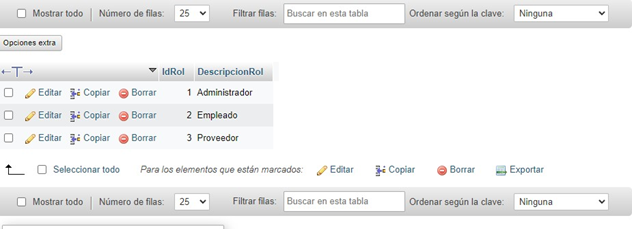 Mostrar todo | Número de filas: 25 Filtrar filas: Buscar en esta tabla Ordenar según la clave: Ninguna
Opciones extra
←T→ IdRol DescripcionRol
Editar Copiar Borrar 1 Administrador
Editar Copiar Borrar 2 Empleado
Editar Copiar Borrar 3 Proveedor
Seleccionar todo Para los elementos que están marcados: Editar Copiar Borrar Exportar
Mostrar todo | Número de filas: 25 Filtrar filas: Buscar en esta tabla Ordenar según la clave: Ninguna